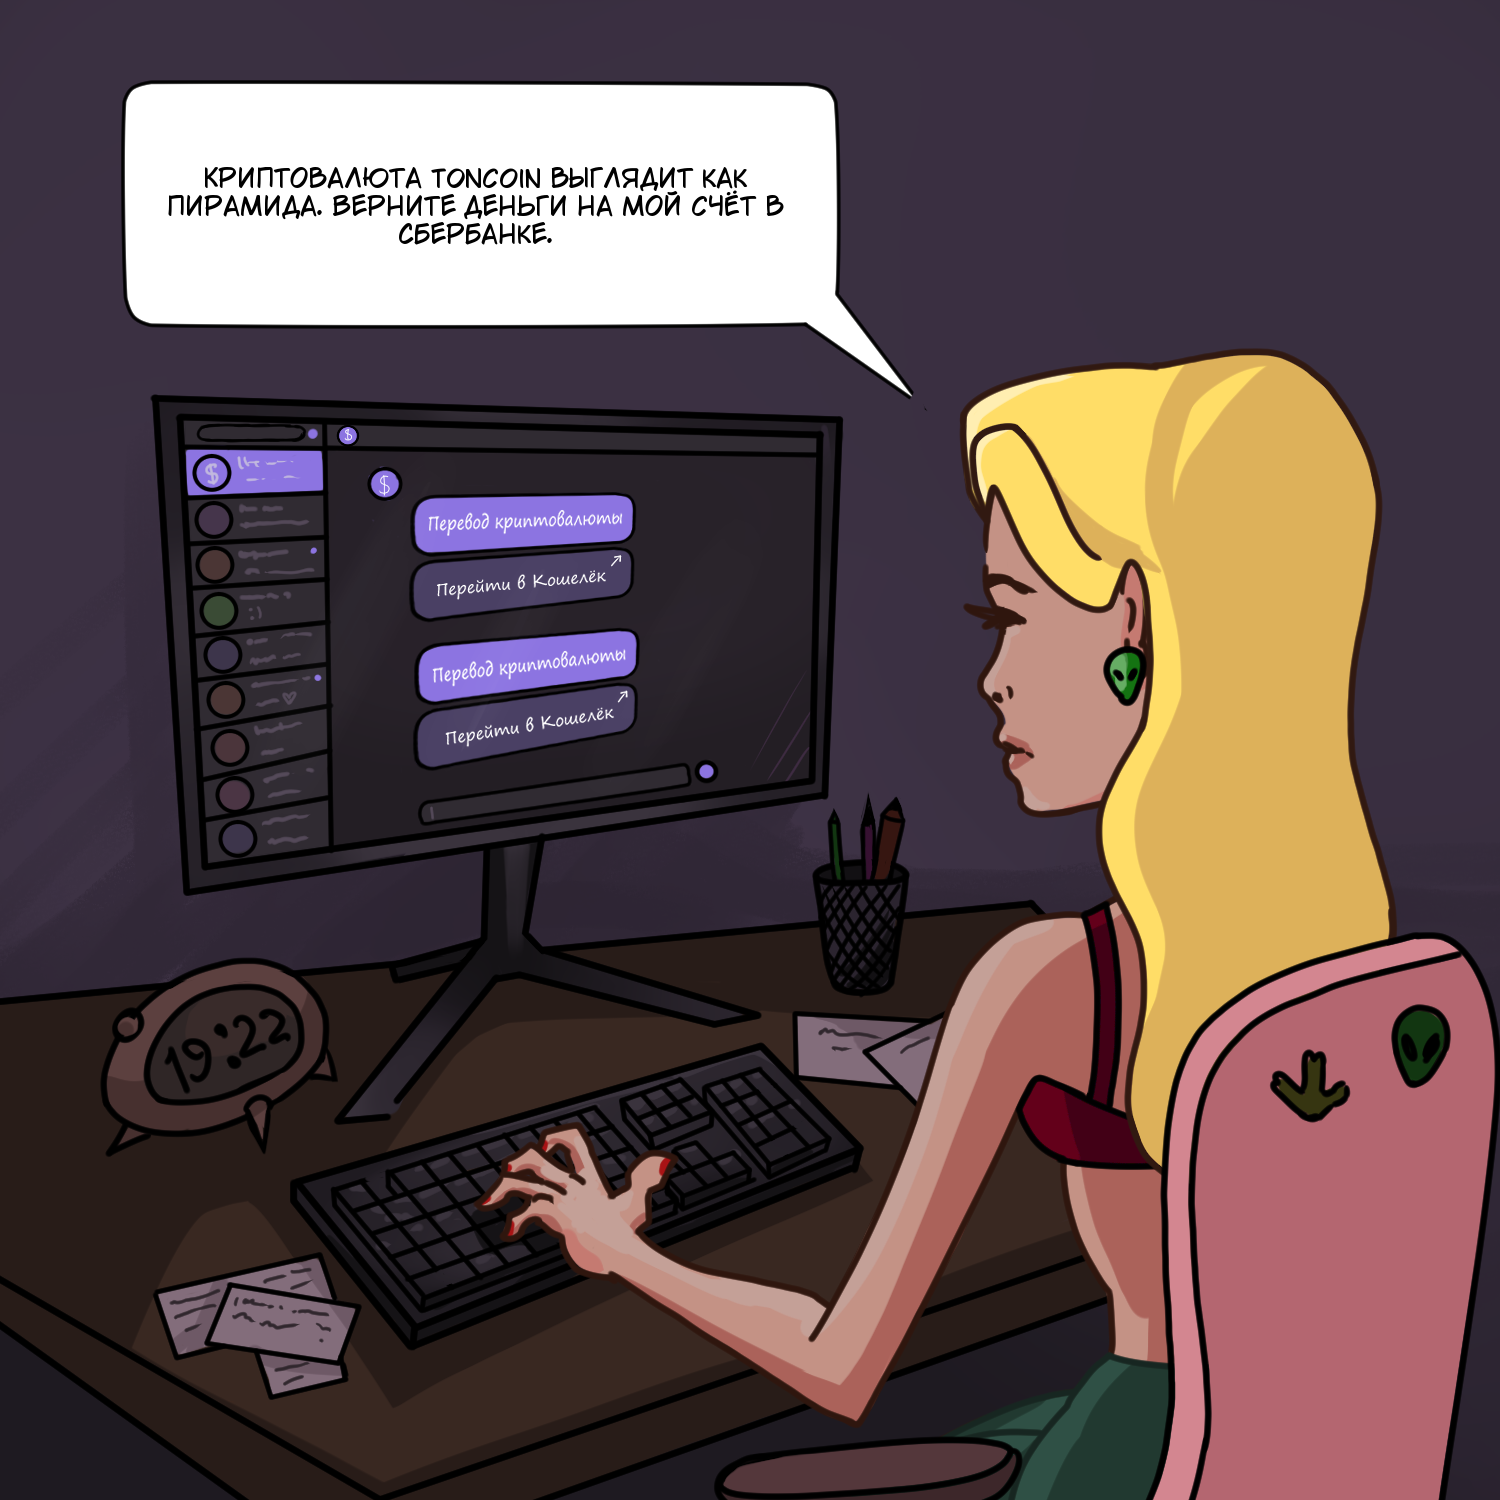 КРИПТОВАЛЮТА TONCOIN ВЫГЛЯДИТ КАК
ПИРАМИДА. ВЕРНИТЕ ДЕНЬГИ НА МОЙ СЧЁТ В
СБЕРБАНКЕ.
$
$
$
Перевод криптовалюты
Перейти в Кошелёк
:)
Перевод криптовалюты
Перейти в Кошелёк
19:22